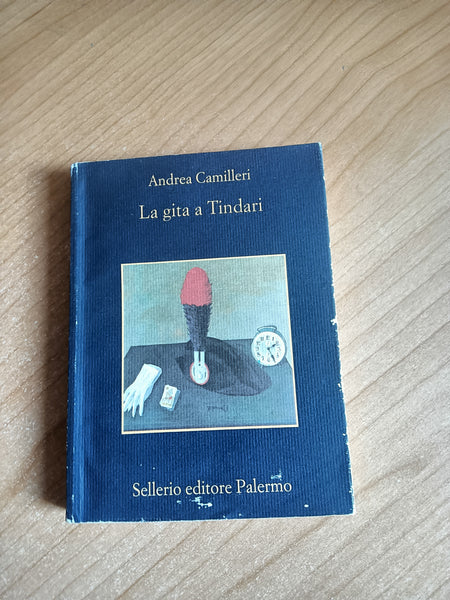 Andrea Camilleri
La gita a Tindari
Sellerio editore Palermo